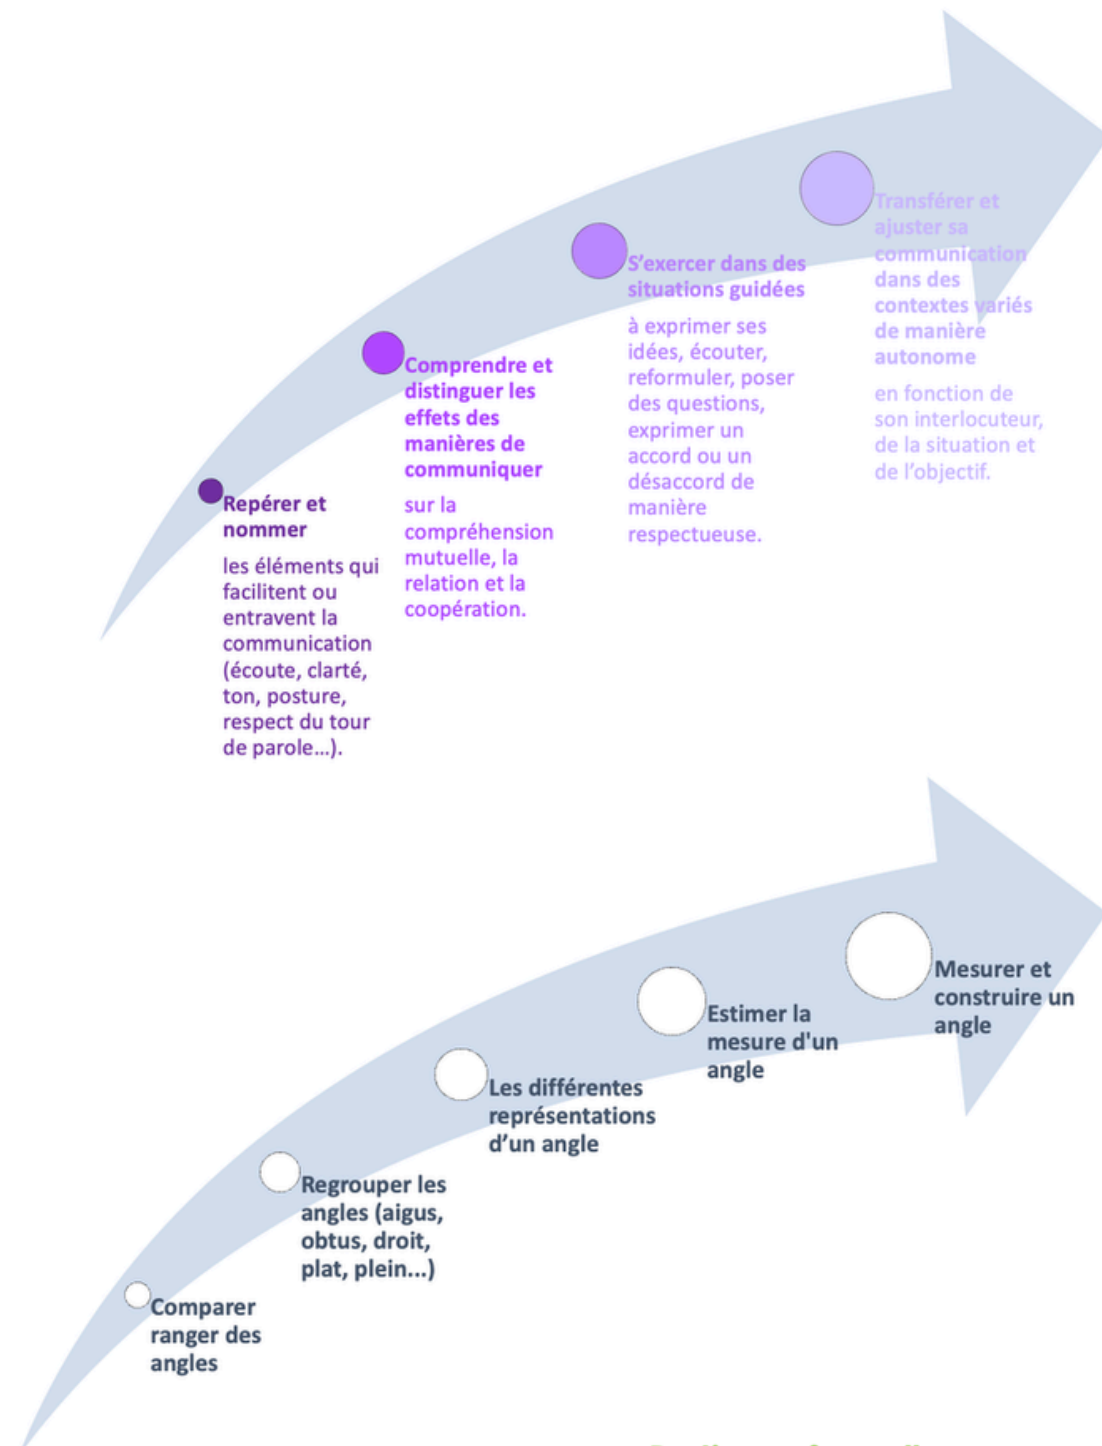 Repérer et
nommer
les éléments qui
facilitent ou
entravent la
communication
(écoute, clarté,
ton, posture,
respect du tour
de parole...).
Comprendre et
distinguer les
effets des
manières de
communiquer
sur la
compréhension
mutuelle, la
relation et la
coopération.
S'exercer dans des
situations guidées
à exprimer ses
idées, écouter,
reformuler, poser
des questions,
exprimer un
accord ou un
désaccord de
manière
respectueuse.
Transférer et
ajuster sa
communication
dans des
contextes variés
de manière
autonome
en fonction de
son interlocuteur,
de la situation et
de l'objectif.
Comparer
ranger des
angles
Regrouper les
angles (aigus,
obtus, droit,
plat, plein...)
Les différentes
représentations
d'un angle
Estimer la
mesure d'un
angle
Mesurer et
construire un
angle